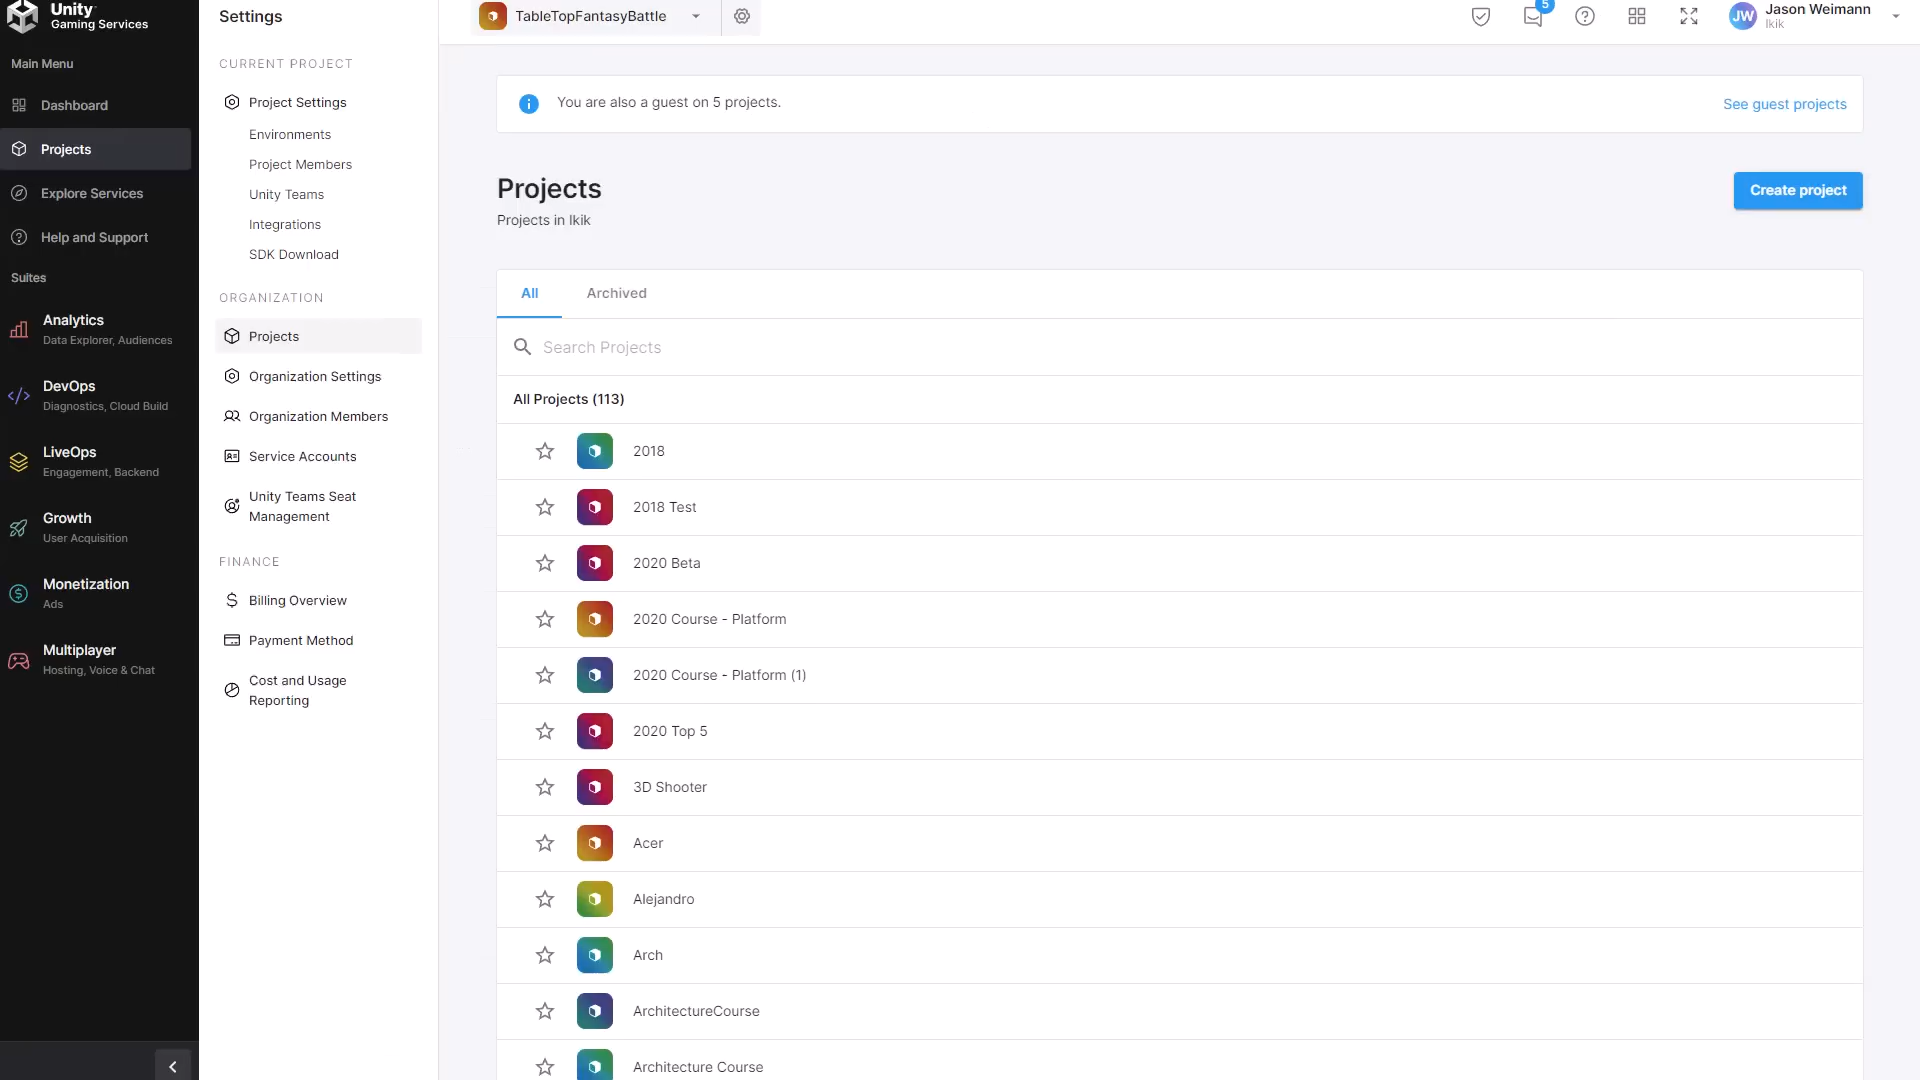 Unity
Gaming Services
Main Menu
Dashboard
Projects
Explore Services
Help and Support
Suites
Analytics
Data Explorer, Audiences
DevOps
Diagnostics, Cloud Build
LiveOps
Engagement, Backend
Growth
User Acquisition
Monetization
Ads
Multiplayer
Hosting, Voice & Chat
Settings
CURRENT PROJECT
Project Settings
Environments
Project Members
Unity Teams
Integrations
SDK Download
ORGANIZATION
Projects
Organization Settings
Organization Members
Service Accounts
Unity Teams Seat
Management
FINANCE
Billing Overview
Payment Method
Cost and Usage
Reporting
TableTopFantasyBattle
5
JW
Jason Weimann
lkik
You are also a guest on 5 projects.
See guest projects
Projects
Projects in lkik
Create project
All
Archived
Search Projects
All Projects (113)
2018
2018 Test
2020 Beta
2020 Course - Platform
2020 Course - Platform (1)
2020 Top 5
3D Shooter
Acer
Alejandro
Arch
ArchitectureCourse
Architecture Course